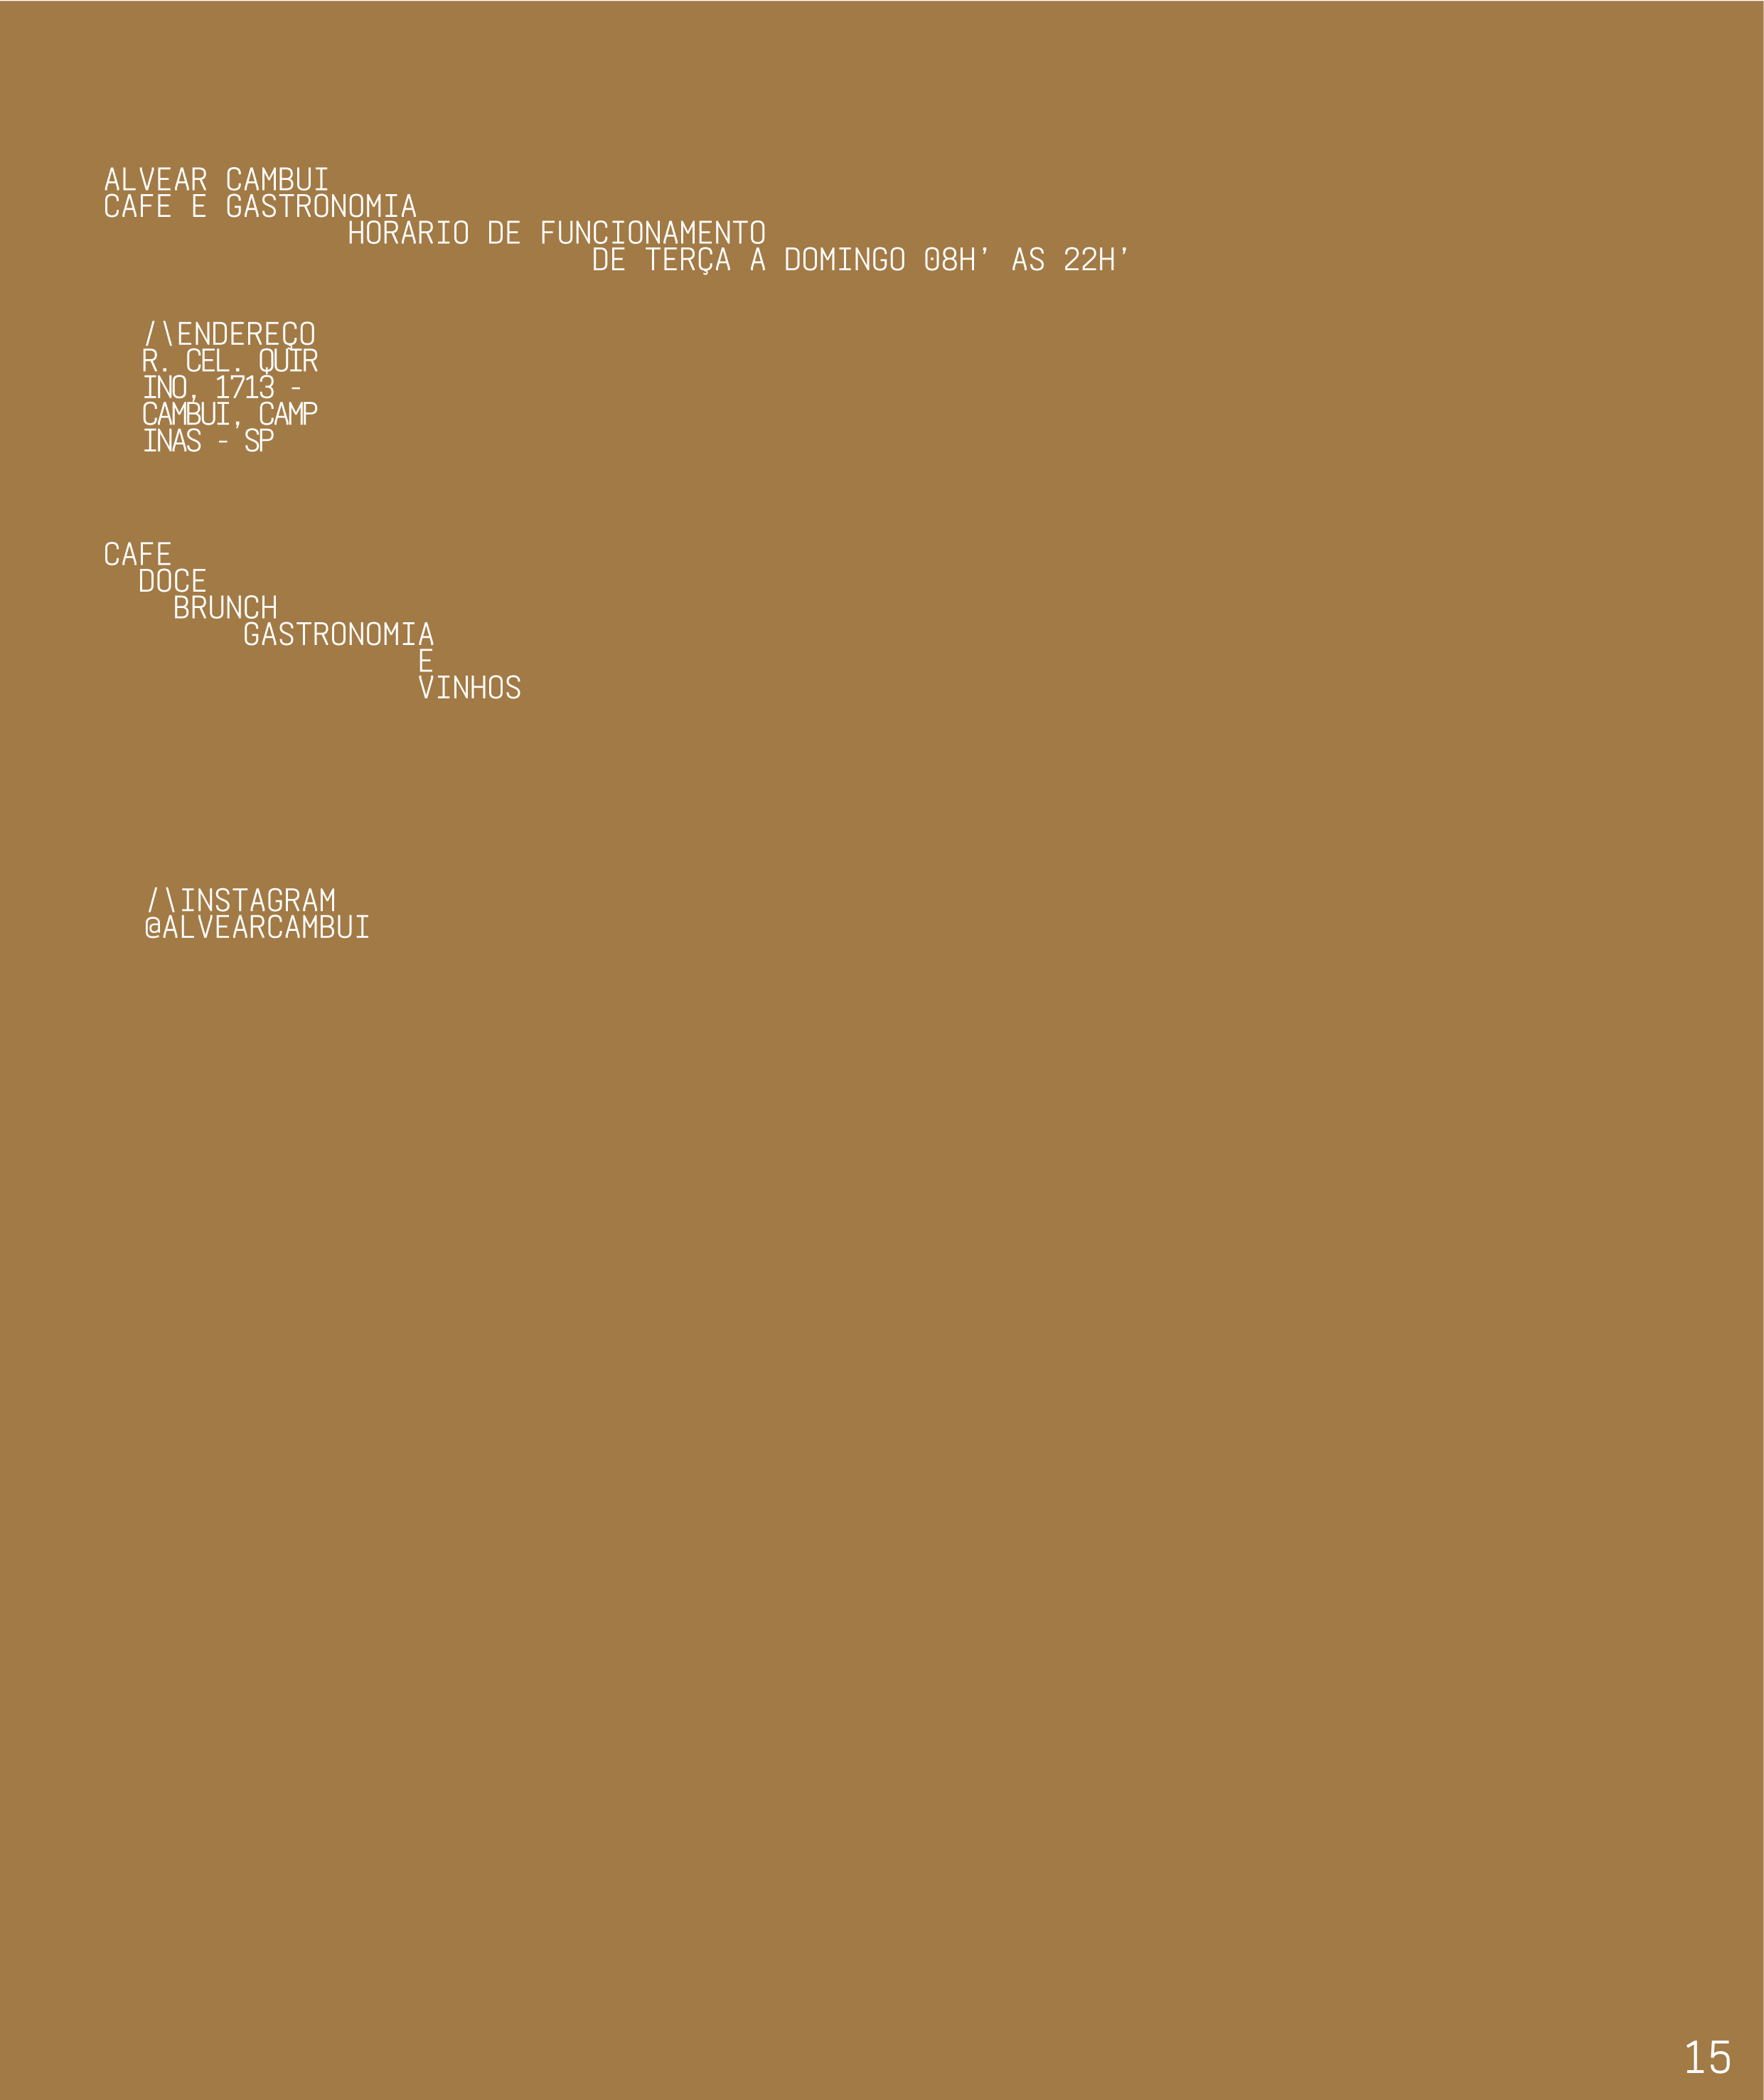 ALVEAR CAMBUI
CAFE E GASTRONOMIA
HORARIO DE FUNCIONAMENTO
DE TERÇA A DOMINGO 08H' AS 22H'
/\ENDEREÇO
R. CEL. QUIR
INO, 1713 -
CAMBUI, CAMP
INAS - SP
CAFE
DOCE
BRUNCH
GASTRONOMIA
E
VINHOS
/\INSTAGRAM
@ALVEARCAMBUI
15